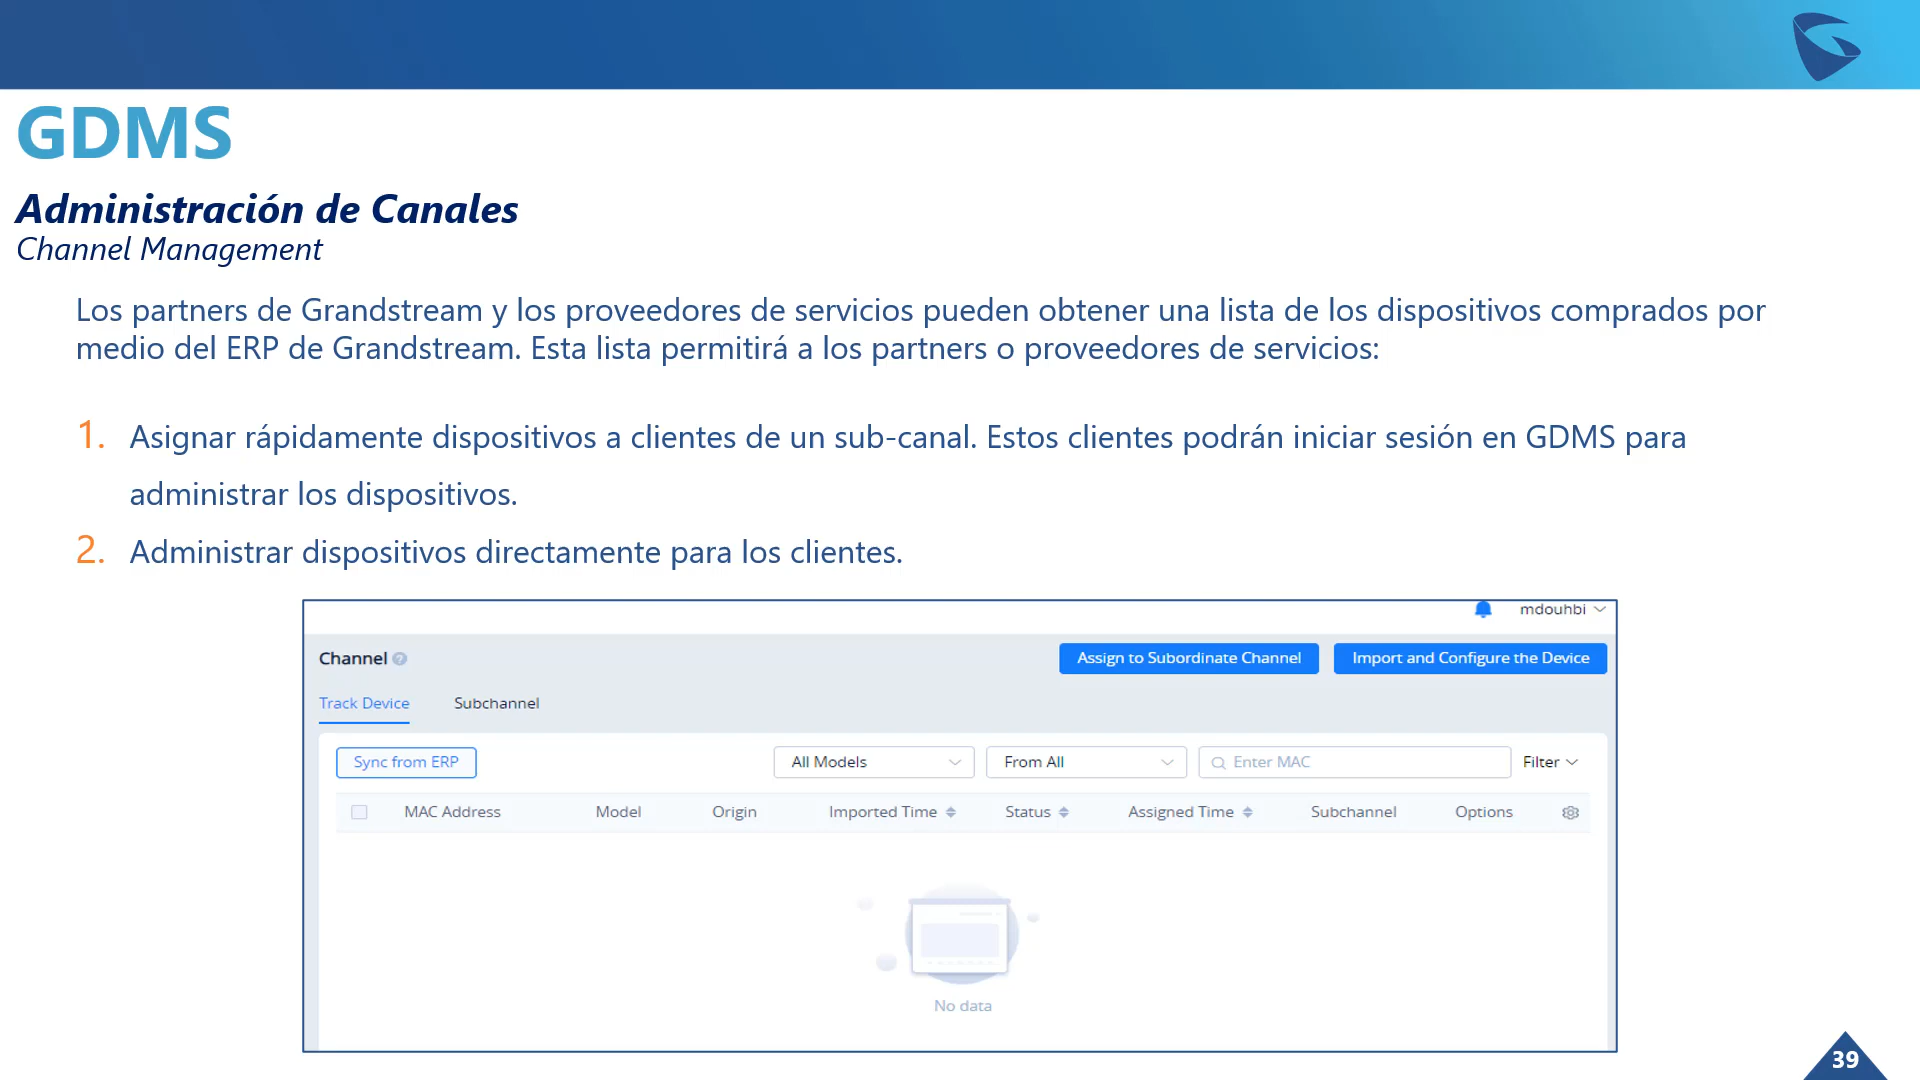 GDMS
Administración de Canales
Channel Management
Los partners de Grandstream y los proveedores de servicios pueden obtener una lista de los dispositivos comprados por
medio del ERP de Grandstream. Esta lista permitirá a los partners o proveedores de servicios:
1. Asignar rápidamente dispositivos a clientes de un sub-canal. Estos clientes podrán iniciar sesión en GDMS para
administrar los dispositivos.
2. Administrar dispositivos directamente para los clientes.
mdouhbi
Channel ?
Assign to Subordinate Channel Import and Configure the Device
Track Device Subchannel
Sync from ERP All Models From All Enter MAC Filter
MAC Address Model Origin Imported Time Status Assigned Time Subchannel Options
No data
39